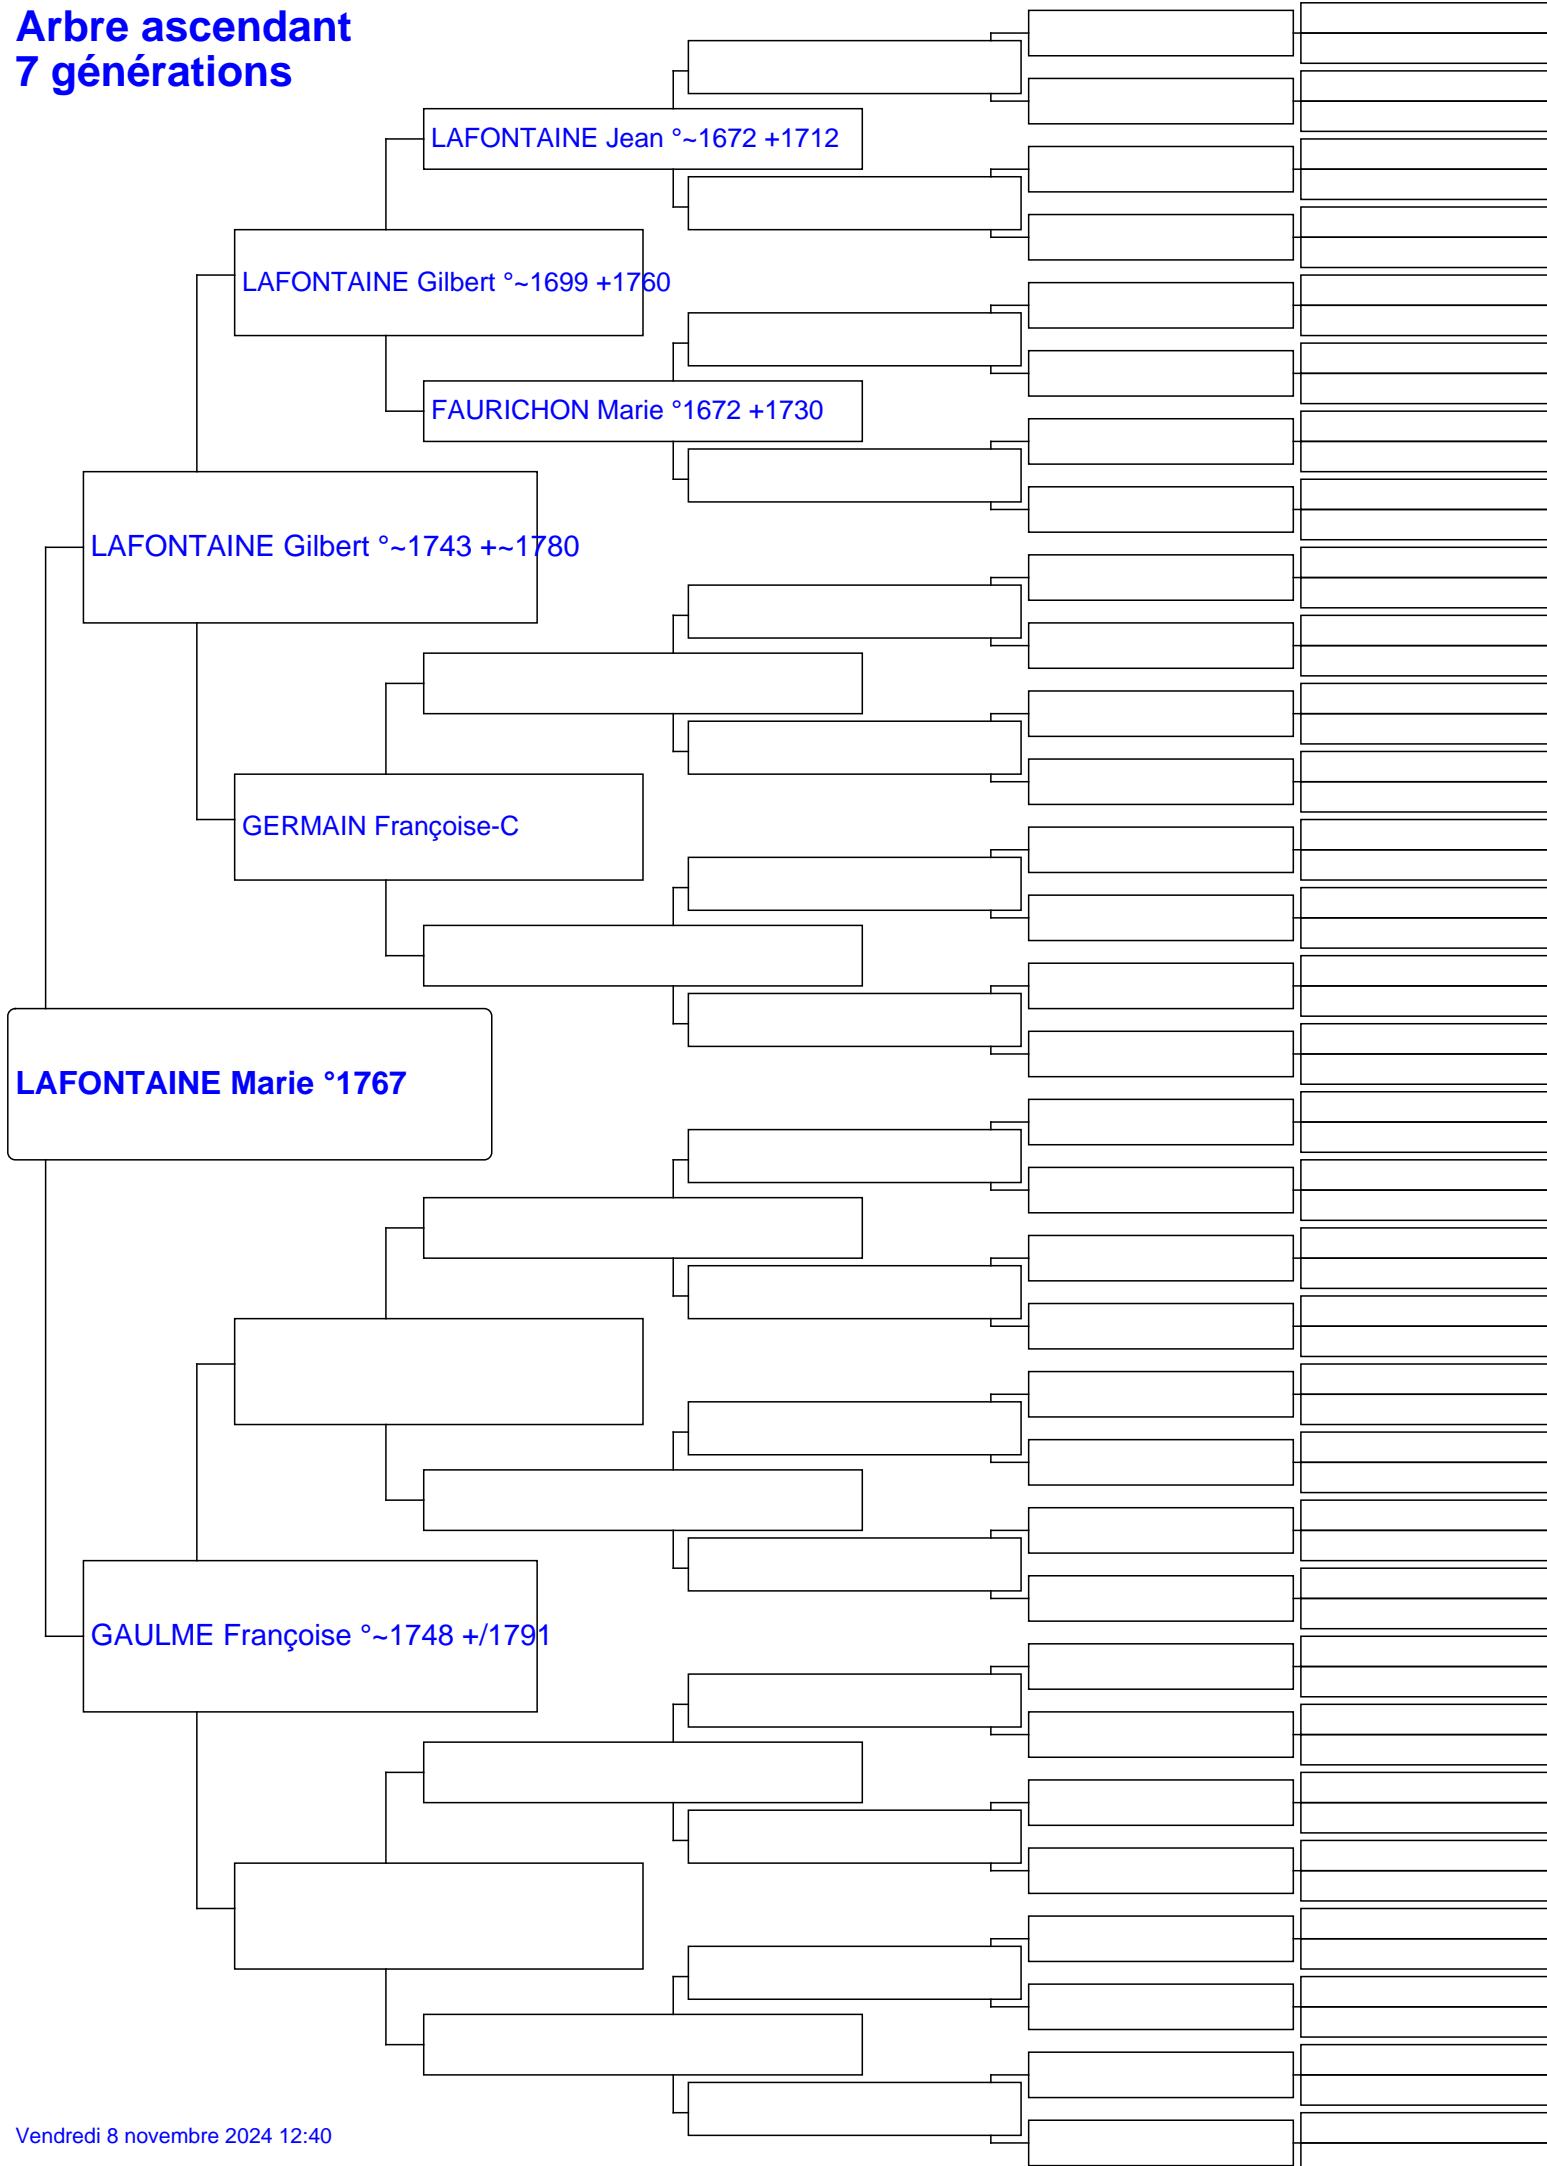 Arbre ascendant
7 générations
LAFONTAINE Jean °~1672 +1712
LAFONTAINE Gilbert °~1699 +1760
FAURICHON Marie °1672 +1730
LAFONTAINE Gilbert °~1743 +~1780
GERMAIN Françoise-C
LAFONTAINE Marie °1767
GAULME Françoise °~1748 +/1791
Vendredi 8 novembre 2024 12:40